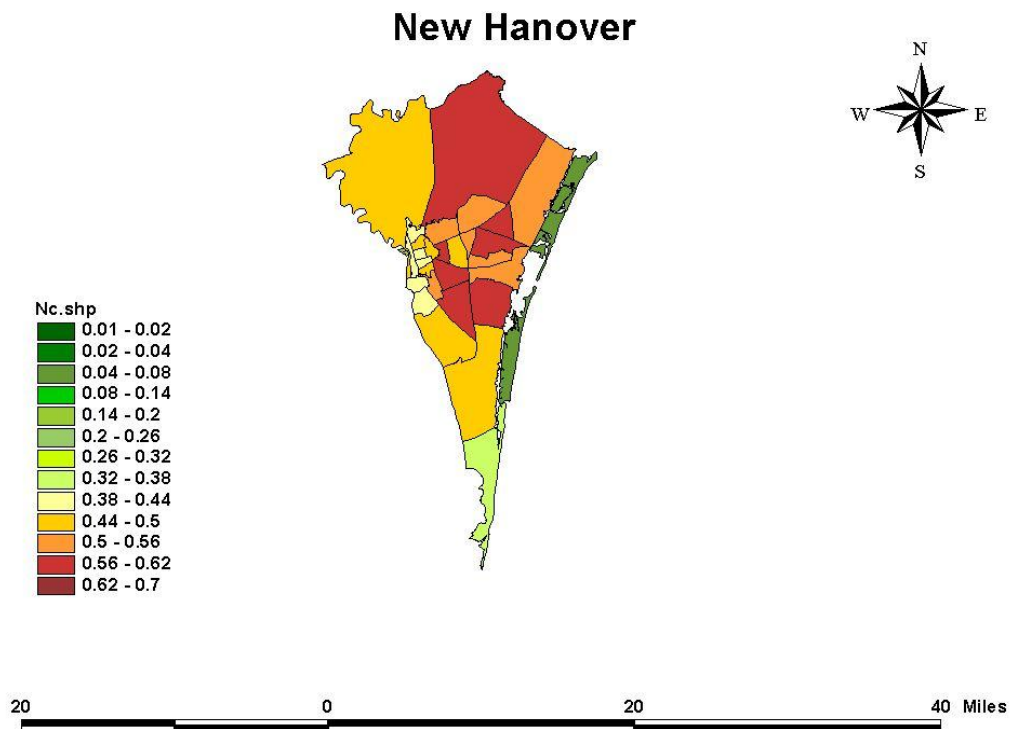 New Hanover
N
W
E
S
Nc.shp
0.01 - 0.02
0.02 - 0.04
0.04 - 0.08
0.08 - 0.14
0.14 - 0.2
0.2 - 0.26
0.26 - 0.32
0.32 - 0.38
0.38 - 0.44
0.44 - 0.5
0.5 - 0.56
0.56 - 0.62
0.62 - 0.7
20 0 20 40 Miles